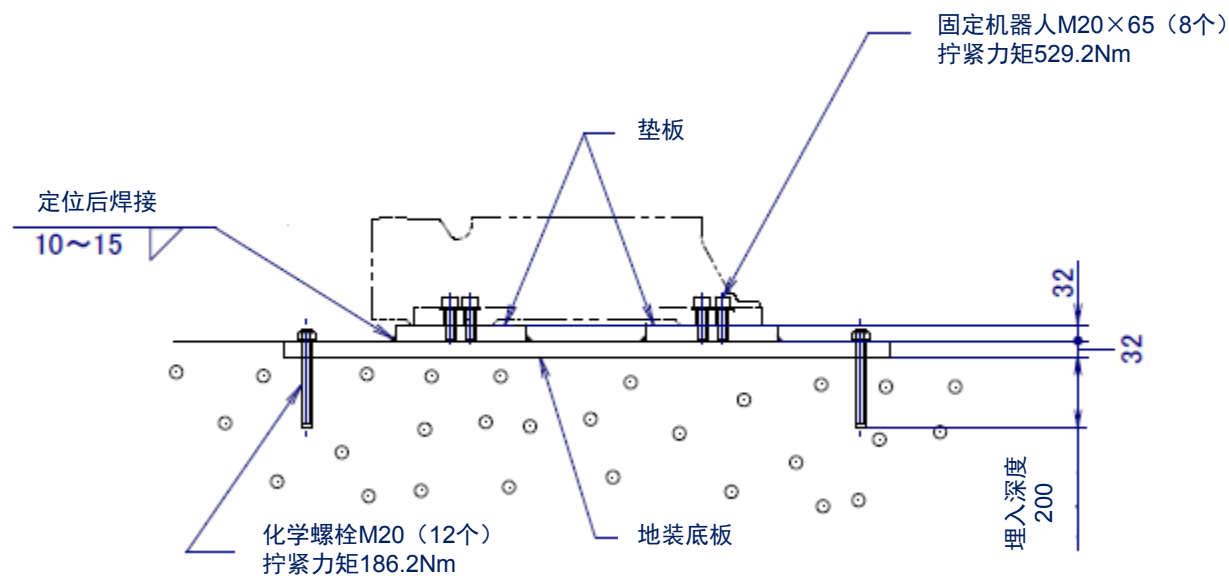 固定机器人M20×65（8个）
拧紧力矩529.2Nm
垫板
定位后焊接
10～15
32
32
埋入深度
200
化学螺栓M20（12个）
拧紧力矩186.2Nm
地装底板